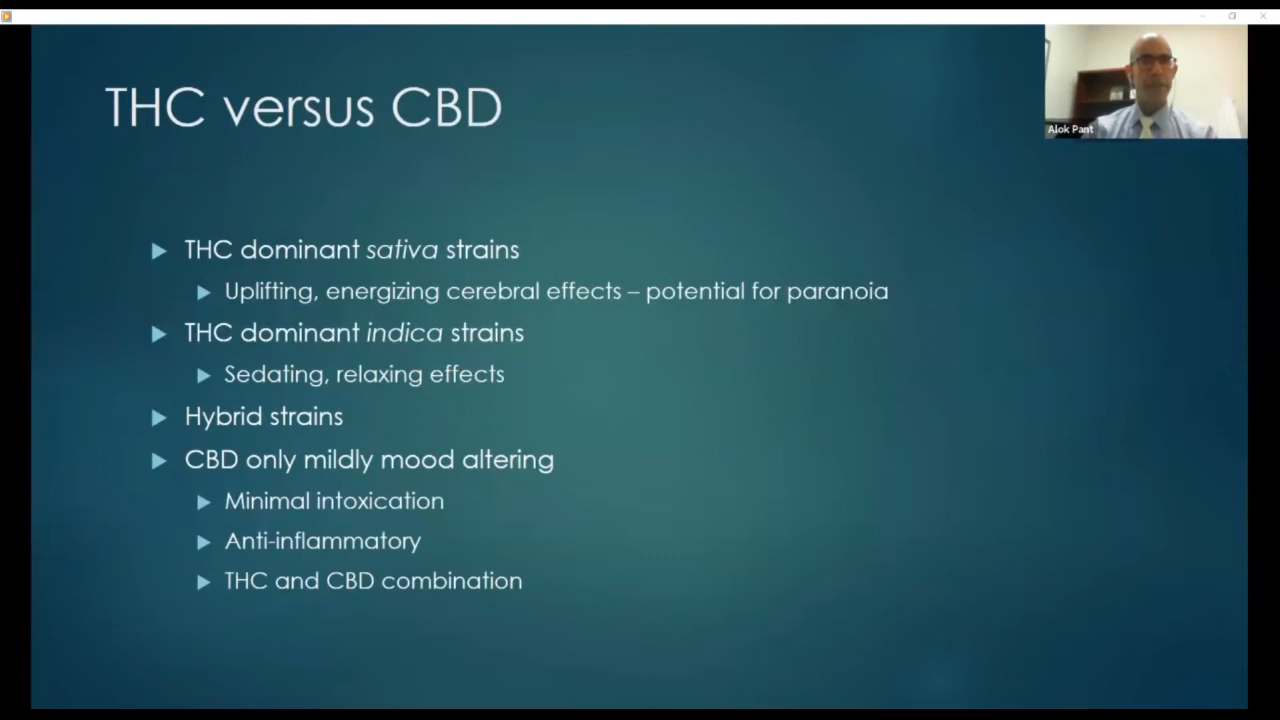 THC versus CBD
Alok Pant
THC dominant sativa strains
Uplifting, energizing cerebral effects – potential for paranoia
THC dominant indica strains
Sedating, relaxing effects
Hybrid strains
CBD only mildly mood altering
Minimal intoxication
Anti-inflammatory
THC and CBD combination